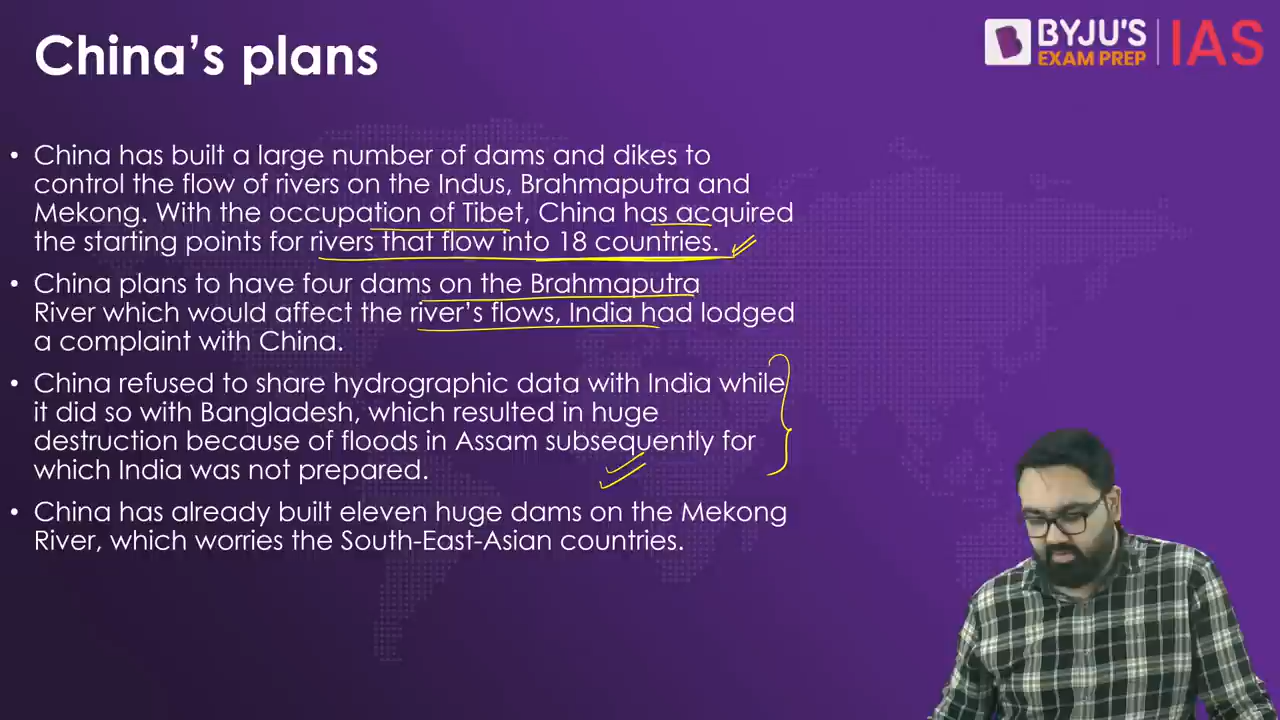 China's plans
BYJU'S
EXAM PREP
IAS
• China has built a large number of dams and dikes to
control the flow of rivers on the Indus, Brahmaputra and
Mekong. With the occupation of Tibet, China has acquired
the starting points for rivers that flow into 18 countries.
• China plans to have four dams on the Brahmaputra
River which would affect the river's flows, India had lodged
a complaint with China.
• China refused to share hydrographic data with India while
it did so with Bangladesh, which resulted in huge
destruction because of floods in Assam subsequently for
which India was not prepared.
• China has already built eleven huge dams on the Mekong
River, which worries the South-East-Asian countries.